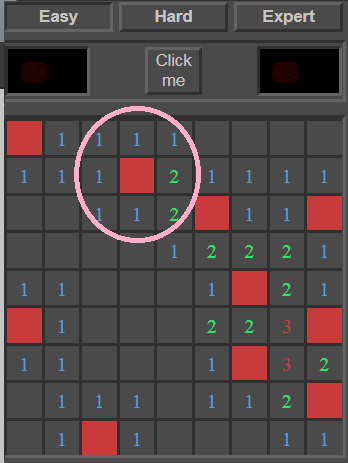 Easy Hard Expert
Click
me
1 1 1 1
1 1 1 2 1 1 1 1
1 1 2 1 1
1 2 2 2 1
1 1 1 2 1
1 2 2 3
1 1 1 3 2
1 1 1 1 1 2
1 1 1 1